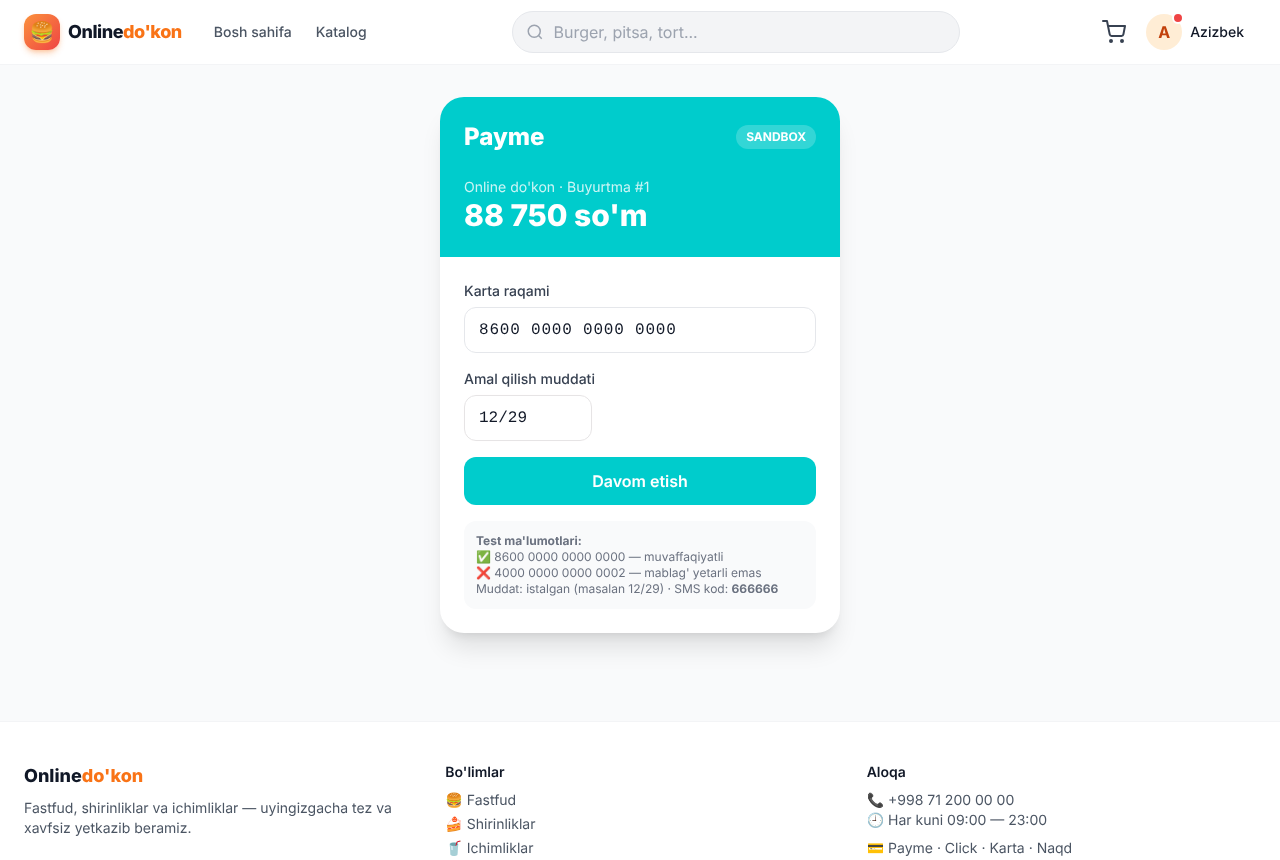 Onlinedo'kon
Bosh sahifa
Katalog
Burger, pitsa, tort...
A
Azizbek
Payme
SANDBOX
Online do'kon · Buyurtma #1
88 750 so'm
Karta raqami
8600 0000 0000 0000
Amal qilish muddati
12/29
Davom etish
Test ma'lumotlari:
✅ 8600 0000 0000 0000 — muvaffaqiyatli
❌ 4000 0000 0000 0002 — mablag' yetarli emas
Muddat: istalgan (masalan 12/29) · SMS kod: 666666
Onlinedo'kon
Fastfud, shirinliklar va ichimliklar — uyingizgacha tez va
xavfsiz yetkazib beramiz.
Bo'limlar
🍔 Fastfud
🍰 Shirinliklar
🥤 Ichimliklar
Aloqa
📞 +998 71 200 00 00
🕘 Har kuni 09:00 — 23:00
💳 Payme · Click · Karta · Naqd